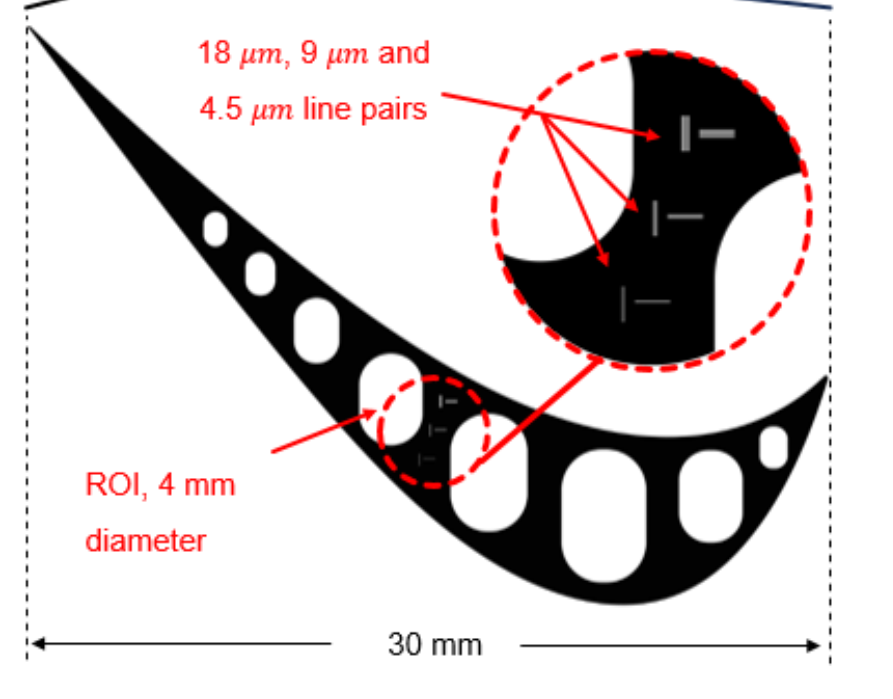 18 μm, 9 μm and
4.5 μm line pairs
ROI, 4 mm
diameter
30 mm